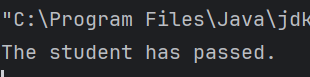 "C:\Program Files\Java\jdk
The student has passed.